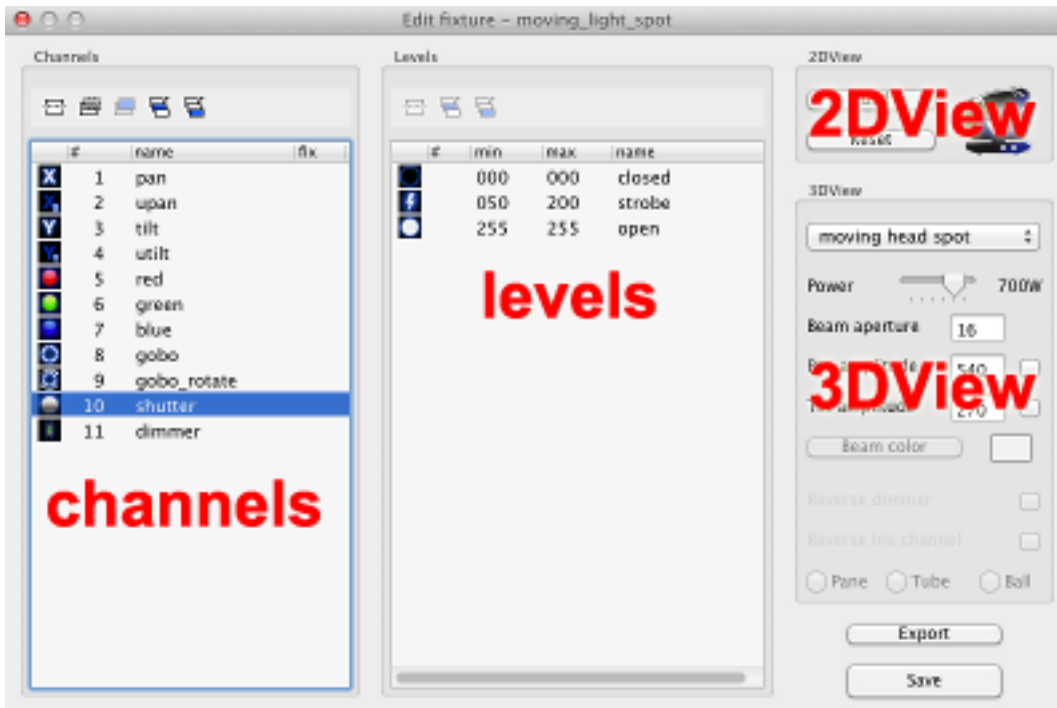 Edit fixture – moving_light_spot
Channels
# name fix
1 pan
2 upan
3 tilt
4 utilt
5 red
6 green
7 blue
8 gobo
9 gobo_rotate
10 shutter
11 dimmer
channels
Levels
# min max name
000 000 closed
050 200 strobe
255 255 open
levels
2DView
2DView
Reset
3DView
moving head spot
Power 700W
Beam aperture 16
540
3DView
270
Beam color
Reverse dimmer
Reverse Iris channel
Pane Tube Ball
Export
Save